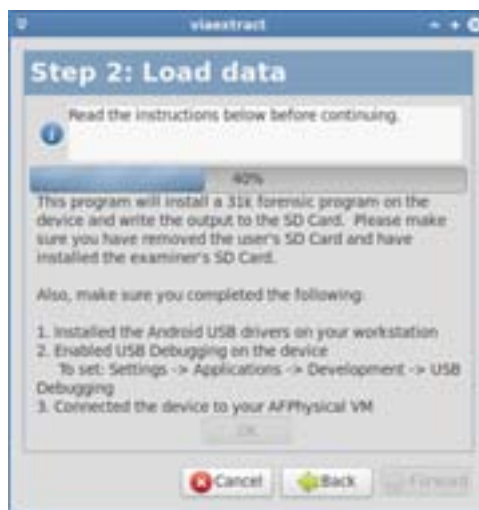 viaextract
Step 2: Load data
Read the instructions below before continuing.
40%
This program will install a 31k forensic program on the
device and write the output to the SD Card. Please make
sure you have removed the user's SD Card and have
installed the examiner's SD Card.
Also, make sure you completed the following:
1. Installed the Android USB drivers on your workstation
2. Enabled USB Debugging on the device
To set: Settings -> Applications -> Development -> USB
Debugging
3. Connected the device to your AFPhysical VM
OK
Cancel
Back
Forward